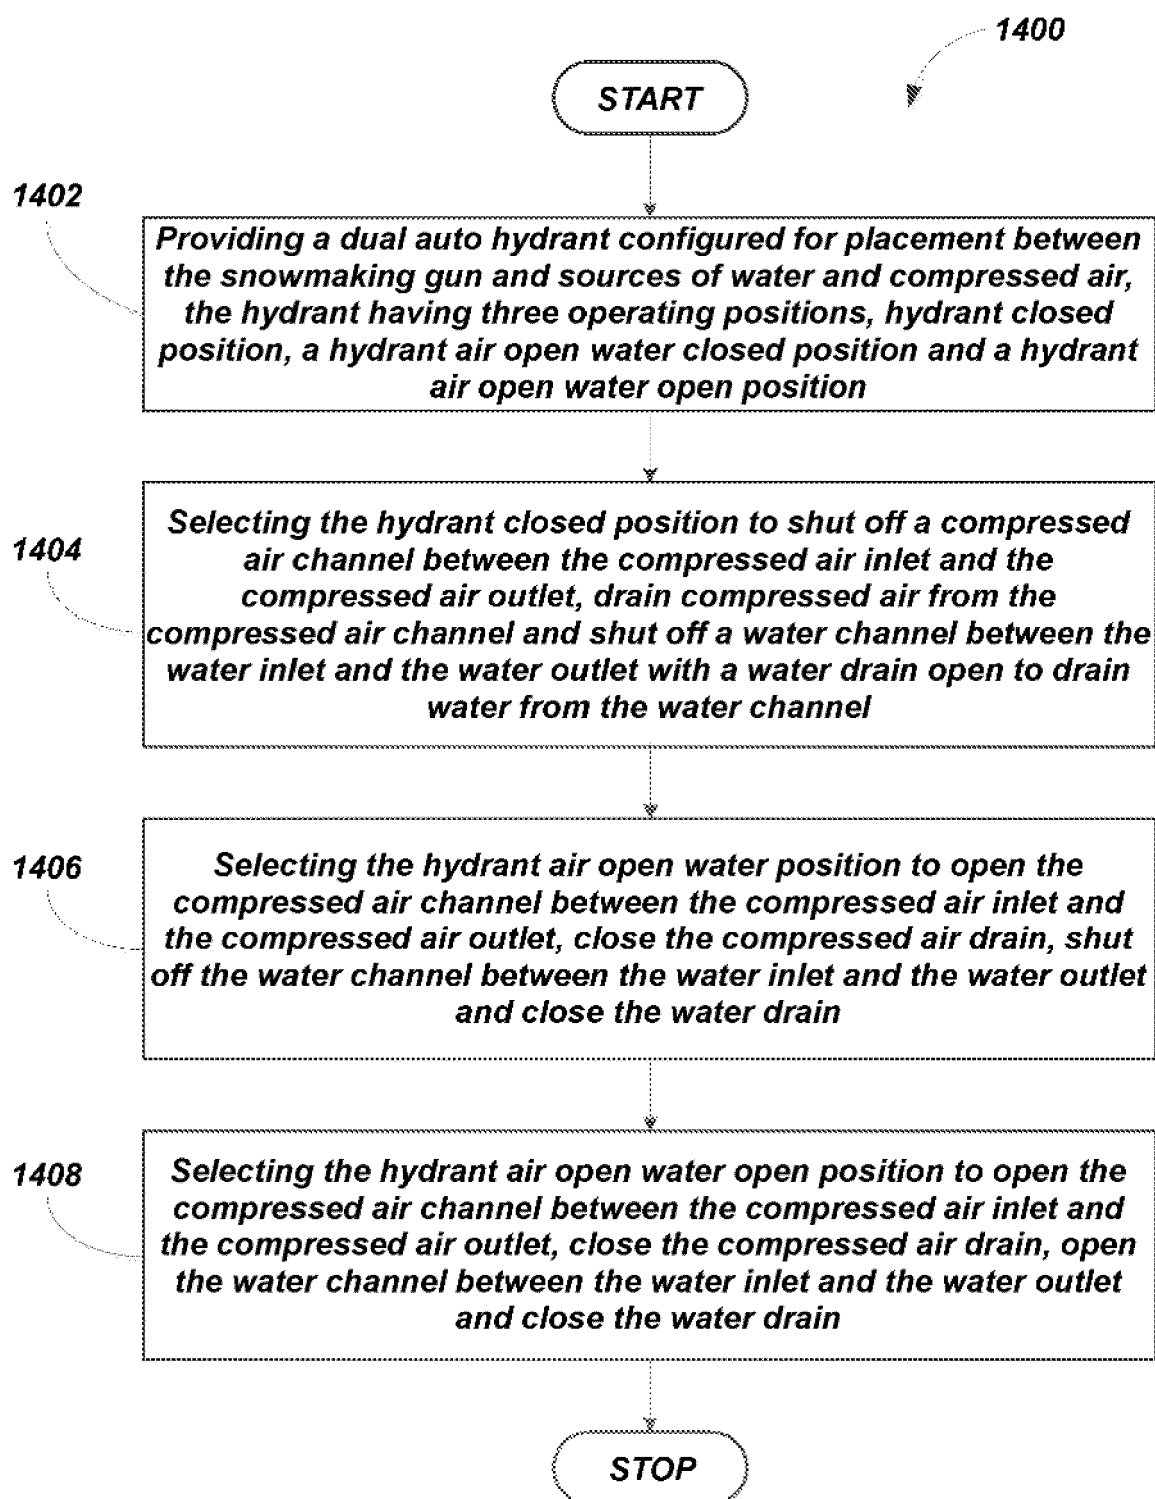 1400
START
1402
Providing a dual auto hydrant configured for placement between
the snowmaking gun and sources of water and compressed air,
the hydrant having three operating positions, hydrant closed
position, a hydrant air open water closed position and a hydrant
air open water open position
1404
Selecting the hydrant closed position to shut off a compressed
air channel between the compressed air inlet and the
compressed air outlet, drain compressed air from the
compressed air channel and shut off a water channel between the
water inlet and the water outlet with a water drain open to drain
water from the water channel
1406
Selecting the hydrant air open water position to open the
compressed air channel between the compressed air inlet and
the compressed air outlet, close the compressed air drain, shut
off the water channel between the water inlet and the water outlet
and close the water drain
1408
Selecting the hydrant air open water open position to open the
compressed air channel between the compressed air inlet and
the compressed air outlet, close the compressed air drain, open
the water channel between the water inlet and the water outlet
and close the water drain
STOP